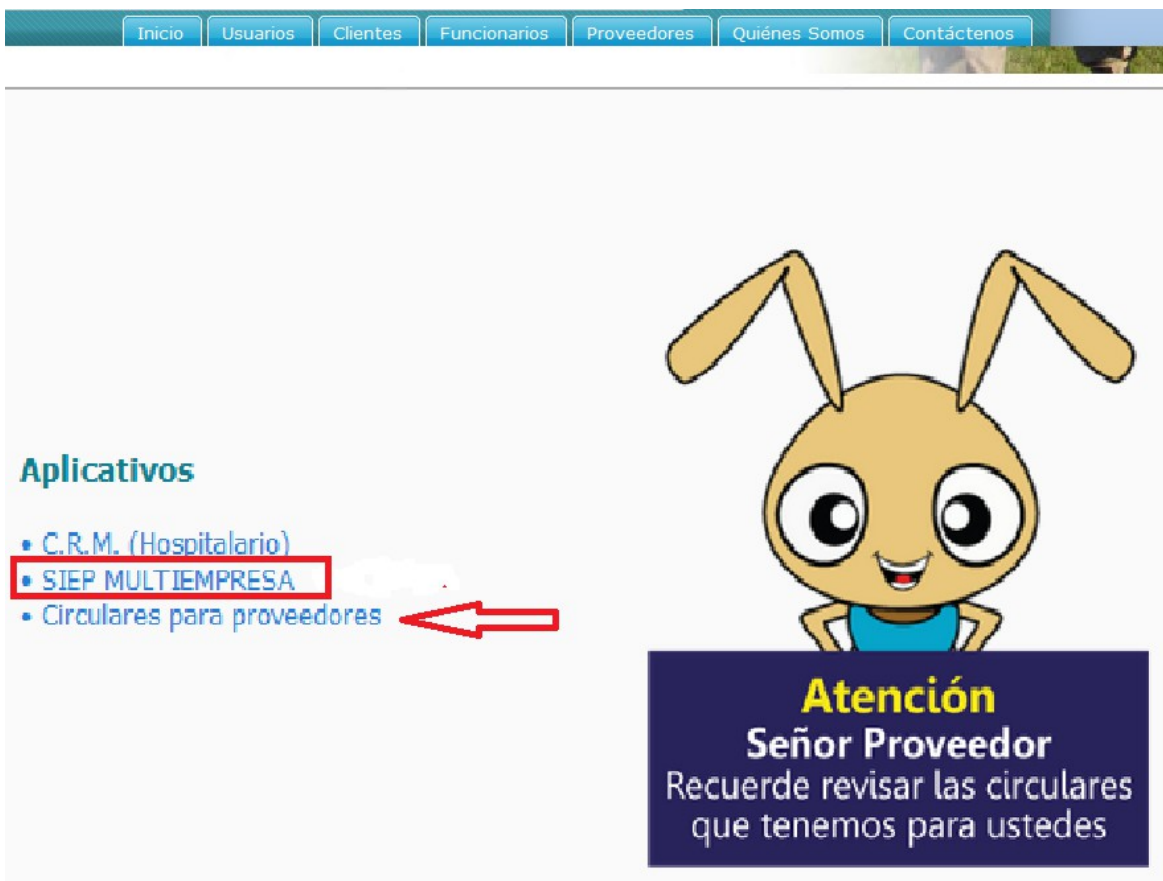 Inicio Usuarios Clientes Funcionarios Proveedores Quiénes Somos Contáctenos
Aplicativos
• C.R.M. (Hospitalario)
• SIEP MULTIEMPRESA
• Circulares para proveedores
Atención
Señor Proveedor
Recuerde revisar las circulares
que tenemos para ustedes